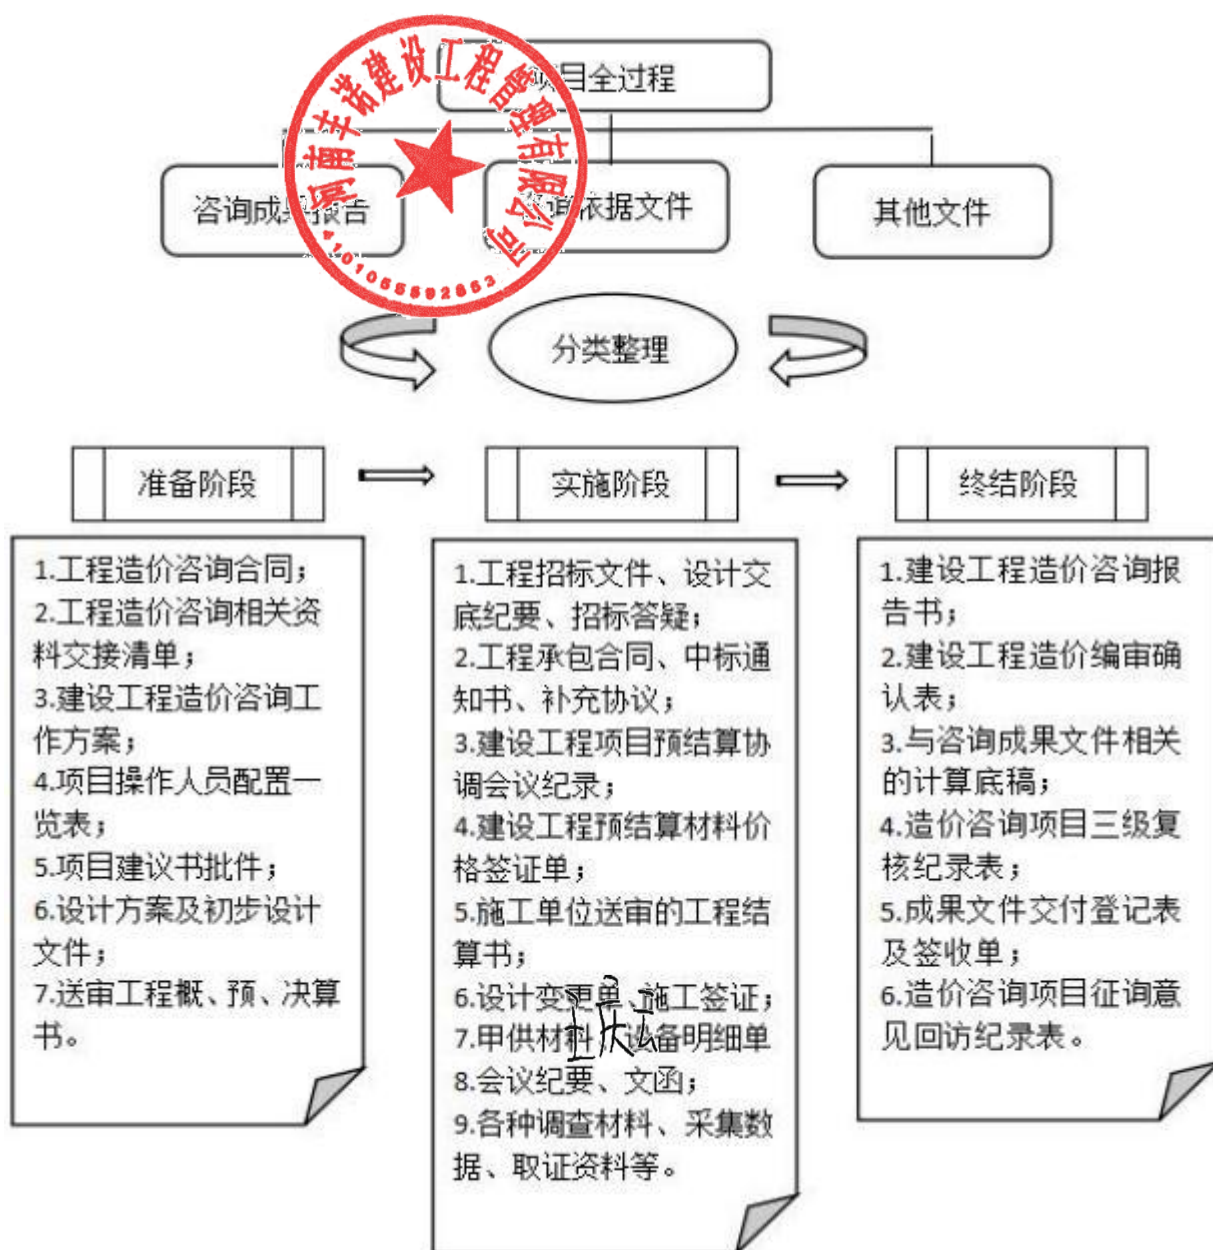 项目全过程
河南丰诺建设工程管理有限公司
4101055892653
咨询成果报告
咨询依据文件
其他文件
分类整理
准备阶段
实施阶段
终结阶段
1.工程造价咨询合同；
2.工程造价咨询相关资
料交接清单；
3.建设工程造价咨询工
作方案；
4.项目操作人员配置一
览表；
5.项目建议书批件；
6.设计方案及初步设计
文件；
7.送审工程概、预、决算
书。
1.工程招标文件、设计交
底纪要、招标答疑；
2.工程承包合同、中标通
知书、补充协议；
3.建设工程项目预结算协
调会议纪录；
4.建设工程预结算材料价
格签证单；
5.施工单位送审的工程结
算书；
6.设计变更单、施工签证；
7.甲供材料、设备明细单
8.会议纪要、文函；
9.各种调查材料、采集数
据、取证资料等。
1.建设工程造价咨询报
告书；
2.建设工程造价编审确
认表；
3.与咨询成果文件相关
的计算底稿；
4.造价咨询项目三级复
核纪录表；
5.成果文件交付登记表
及签收单；
6.造价咨询项目征询意
见回访纪录表。